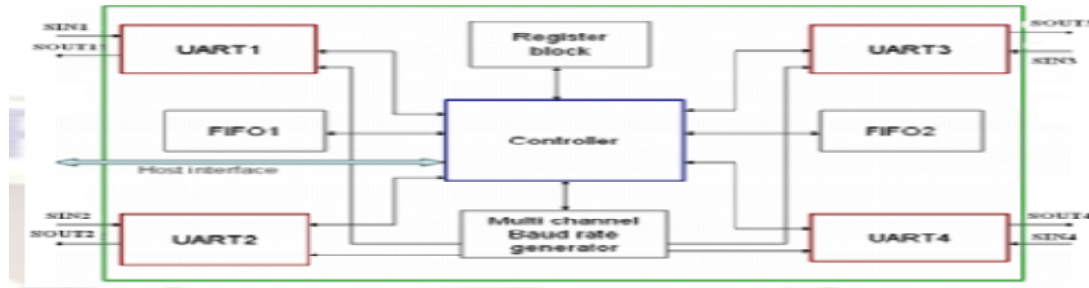 SIN1
SOUT1
UART1
Register
block
UART3
SOUT3
SIN3
FIFO1
Controller
FIFO2
Host interface
SIN2
SOUT2
UART2
Multi channel
Baud rate
generator
UART4
SOUT4
SIN4